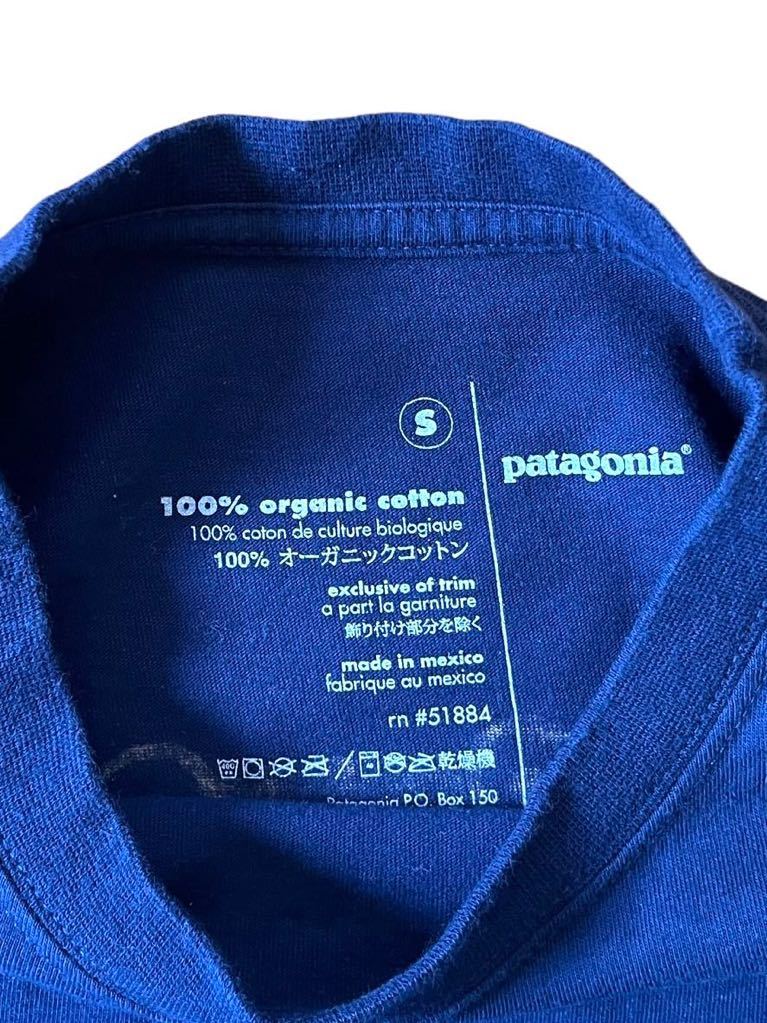 S
patagonia®
100% organic cotton
100% coton de culture biologique
100% オーガニックコットン
exclusive of trim
a part la garniture
飾り付け部分を除く
made in mexico
fabrique au mexico
rn #51884
乾燥機
Patagonia P.O. Box 150